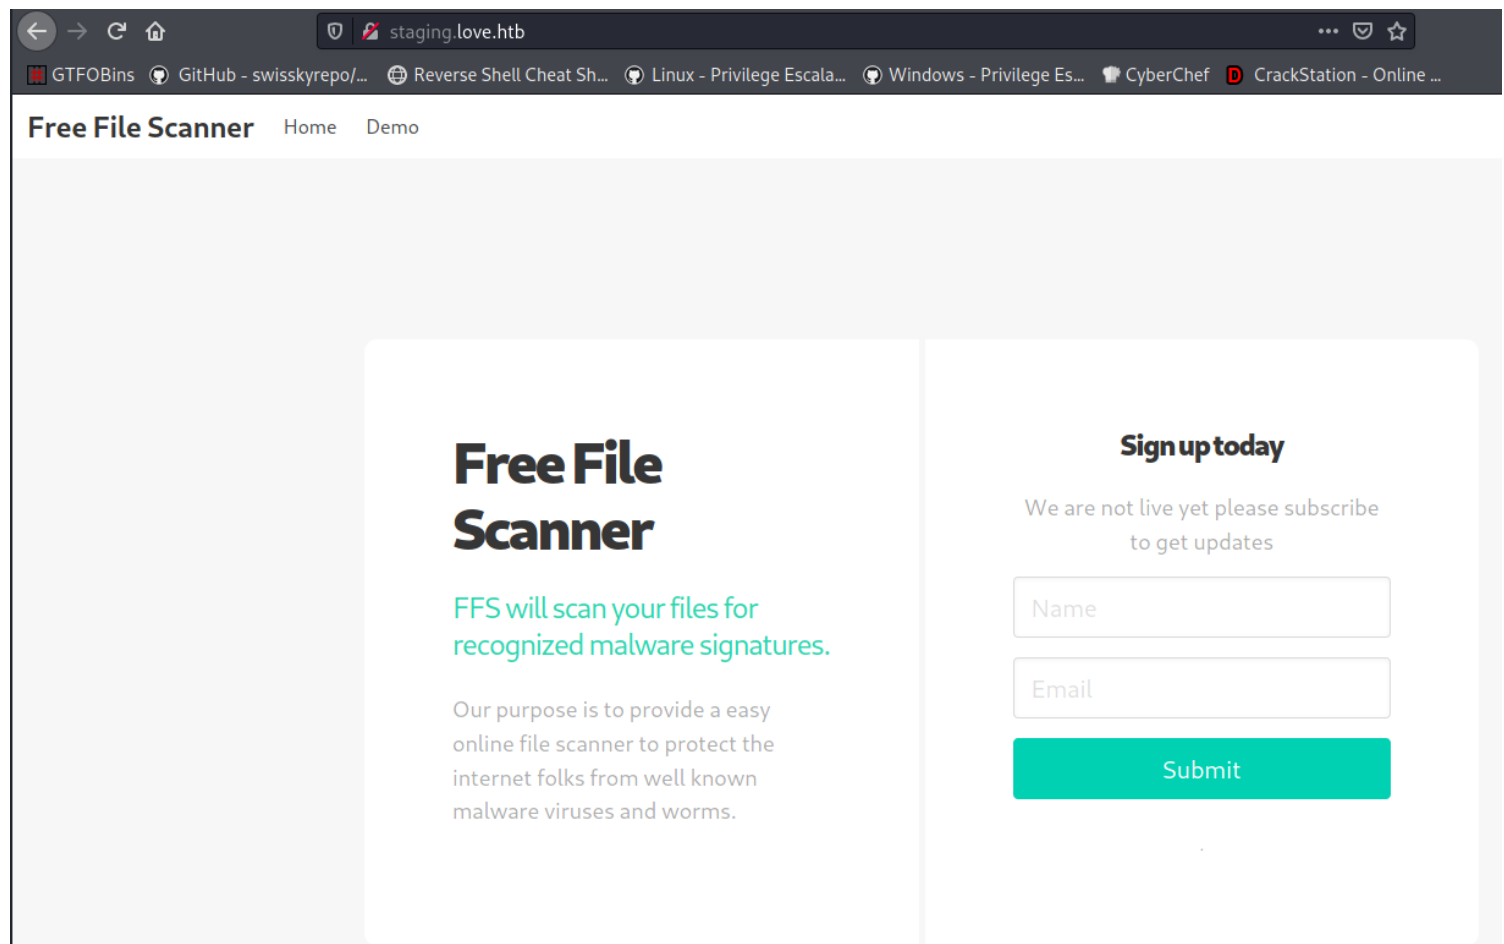 staging.love.htb
GTFOBins GitHub - swisskyrepo/... Reverse Shell Cheat Sh... Linux - Privilege Escala... Windows - Privilege Es... CyberChef CrackStation - Online ...
Free File Scanner Home Demo
Free File
Scanner
FFS will scan your files for
recognized malware signatures.
Our purpose is to provide a easy
online file scanner to protect the
internet folks from well known
malware viruses and worms.
Sign up today
We are not live yet please subscribe
to get updates
Name
Email
Submit
.